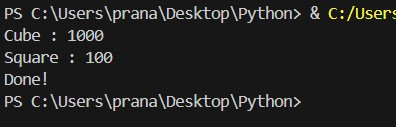 PS C:\Users\prana\Desktop\Python> & C:/Users
Cube : 1000
Square : 100
Done!
PS C:\Users\prana\Desktop\Python>